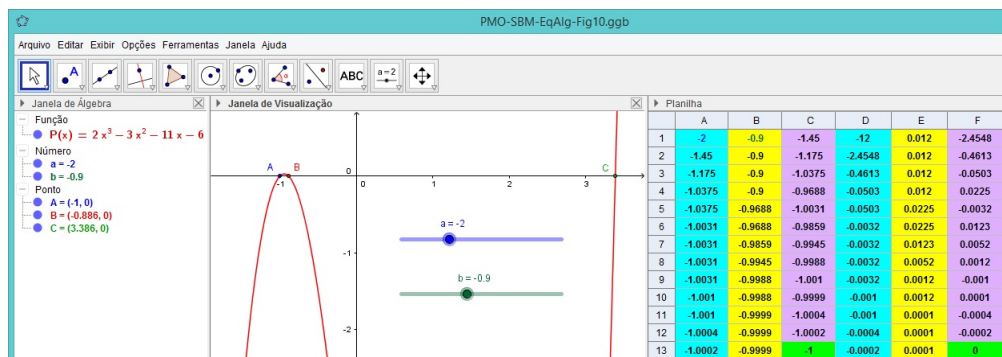 PMO-SBM-EqAlg-Fig10.ggb
Arquivo Editar Exibir Opções Ferramentas Janela Ajuda
A ABC a=2
Janela de Álgebra
Função
P(x) = 2 x³ − 3 x² − 11 x − 6
Número
a = -2
b = -0.9
Ponto
A = (-1, 0)
B = (-0.886, 0)
C = (3.386, 0)
Janela de Visualização
A B C
0
-1 0 1 2 3
a = -2
-1
b = -0.9
-2
Planilha
A B C D E F
1 -2 -0.9 -1.45 -12 0.012 -2.4548
2 -1.45 -0.9 -1.175 -2.4548 0.012 -0.4613
3 -1.175 -0.9 -1.0375 -0.4613 0.012 -0.0503
4 -1.0375 -0.9 -0.9688 -0.0503 0.012 0.0225
5 -1.0375 -0.9688 -1.0031 -0.0503 0.0225 -0.0032
6 -1.0031 -0.9688 -0.9859 -0.0032 0.0225 0.0123
7 -1.0031 -0.9859 -0.9945 -0.0032 0.0123 0.0052
8 -1.0031 -0.9945 -0.9988 -0.0032 0.0052 0.0012
9 -1.0031 -0.9988 -1.001 -0.0032 0.0012 -0.001
10 -1.001 -0.9988 -0.9999 -0.001 0.0012 0.0001
11 -1.001 -0.9999 -1.0004 -0.001 0.0001 -0.0004
12 -1.0004 -0.9999 -1.0002 -0.0004 0.0001 -0.0002
13 -1.0002 -0.9999 -1 -0.0002 0.0001 0